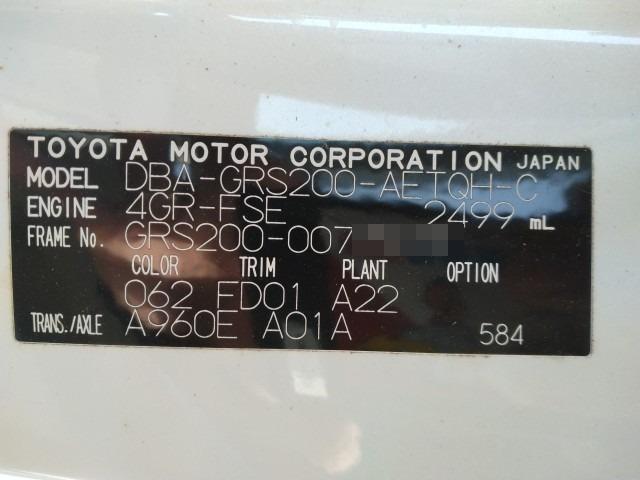 TOYOTA MOTOR CORPORATION JAPAN
MODEL DBA-GRS200-AETQH-C
ENGINE 4GR-FSE 2499 mL
FRAME No. GRS200-007
COLOR TRIM PLANT OPTION
062 FD01 A22
TRANS./AXLE A960E A01A 584